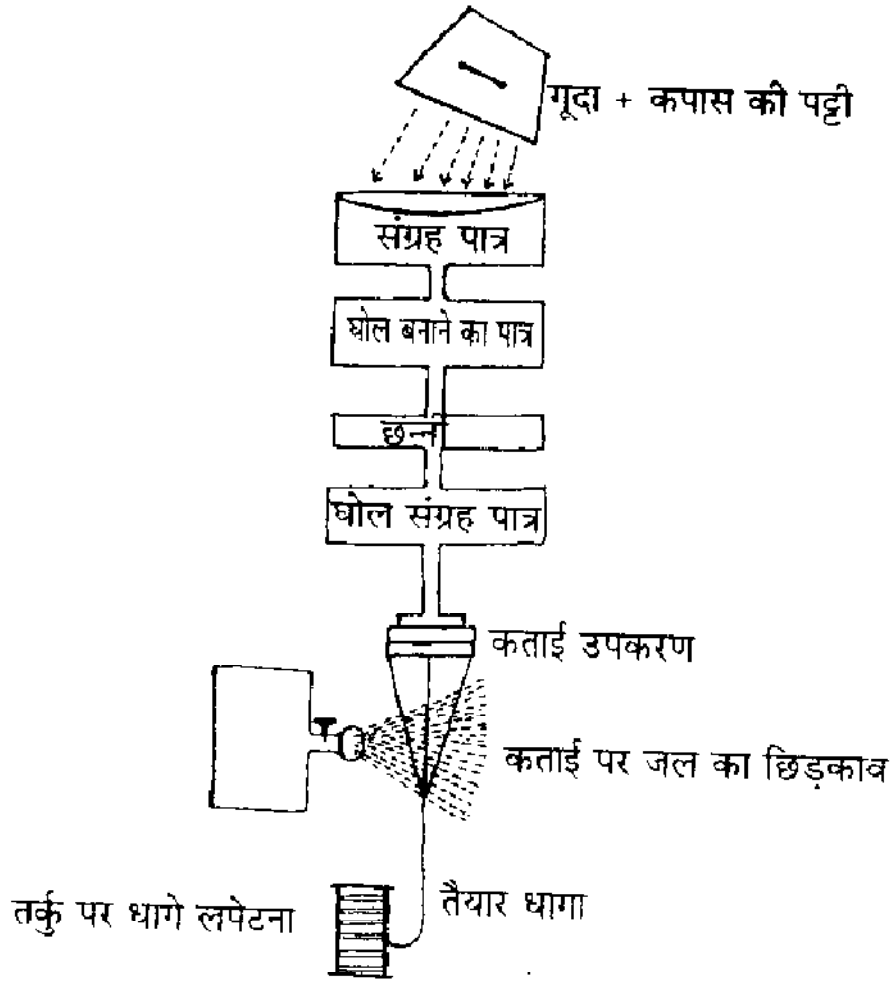 गूदा + कपास की पट्टी
संग्रह पात्र
घोल बनाने का पात्र
छन्नी
घोल संग्रह पात्र
कताई उपकरण
कताई पर जल का छिड़काव
तर्कु पर धागे लपेटना
तैयार धागा